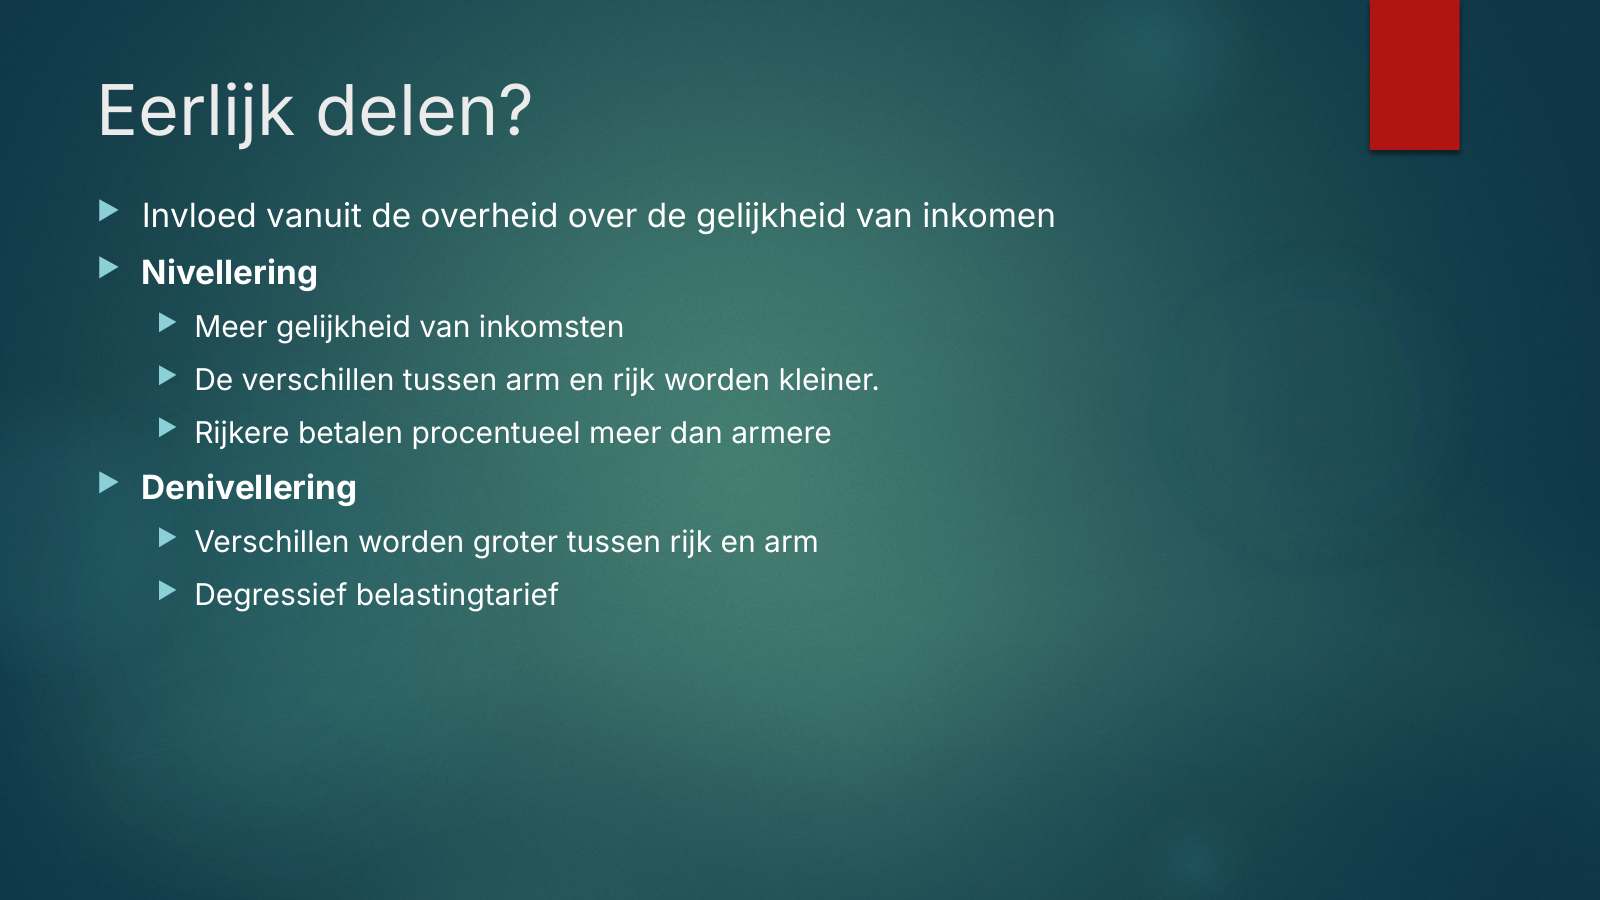 Eerlijk delen?
Invloed vanuit de overheid over de gelijkheid van inkomen
Nivellering
Meer gelijkheid van inkomsten
De verschillen tussen arm en rijk worden kleiner.
Rijkere betalen procentueel meer dan armere
Denivellering
Verschillen worden groter tussen rijk en arm
Degressief belastingtarief